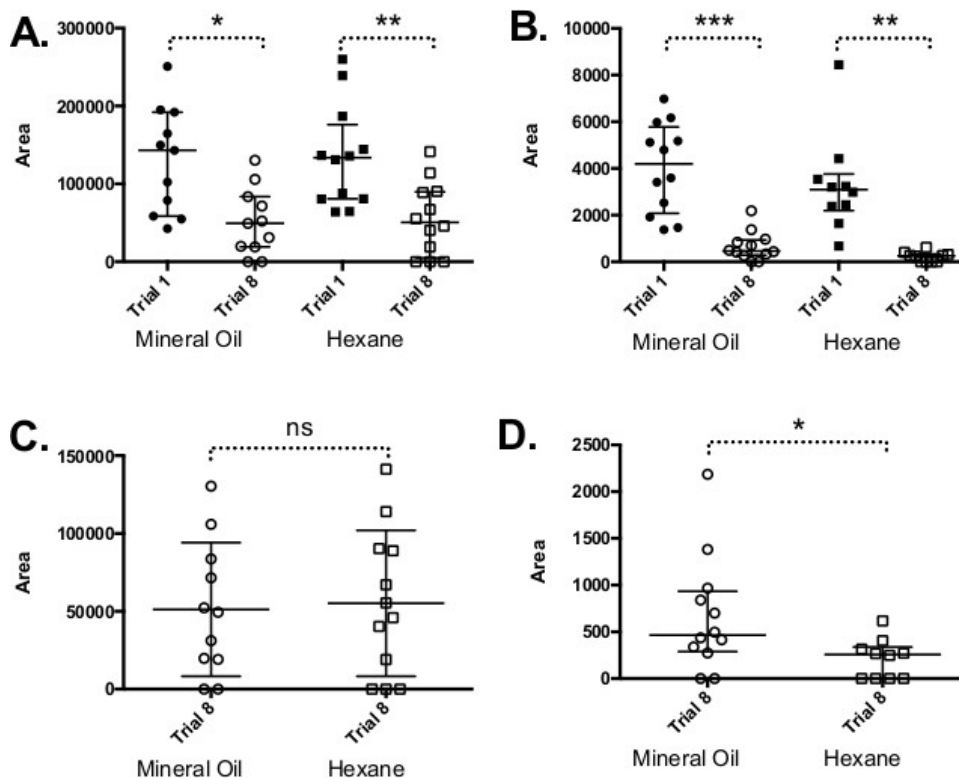 A.
* **
300000
200000
100000
0
Area
Trial 1 Trial 8 Trial 1 Trial 8
Mineral Oil Hexane
B.
*** **
10000
8000
6000
4000
2000
0
Area
Trial 1 Trial 8 Trial 1 Trial 8
Mineral Oil Hexane
C.
ns
150000
100000
50000
0
Area
Trial 8 Trial 8
Mineral Oil Hexane
D.
*
2500
2000
1500
1000
500
0
Area
Trial 8 Trial 8
Mineral Oil Hexane